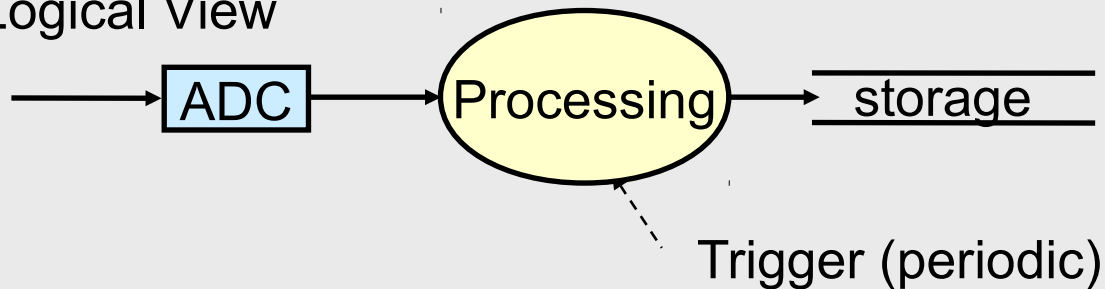 Logical View
ADC
Processing
storage
Trigger (periodic)